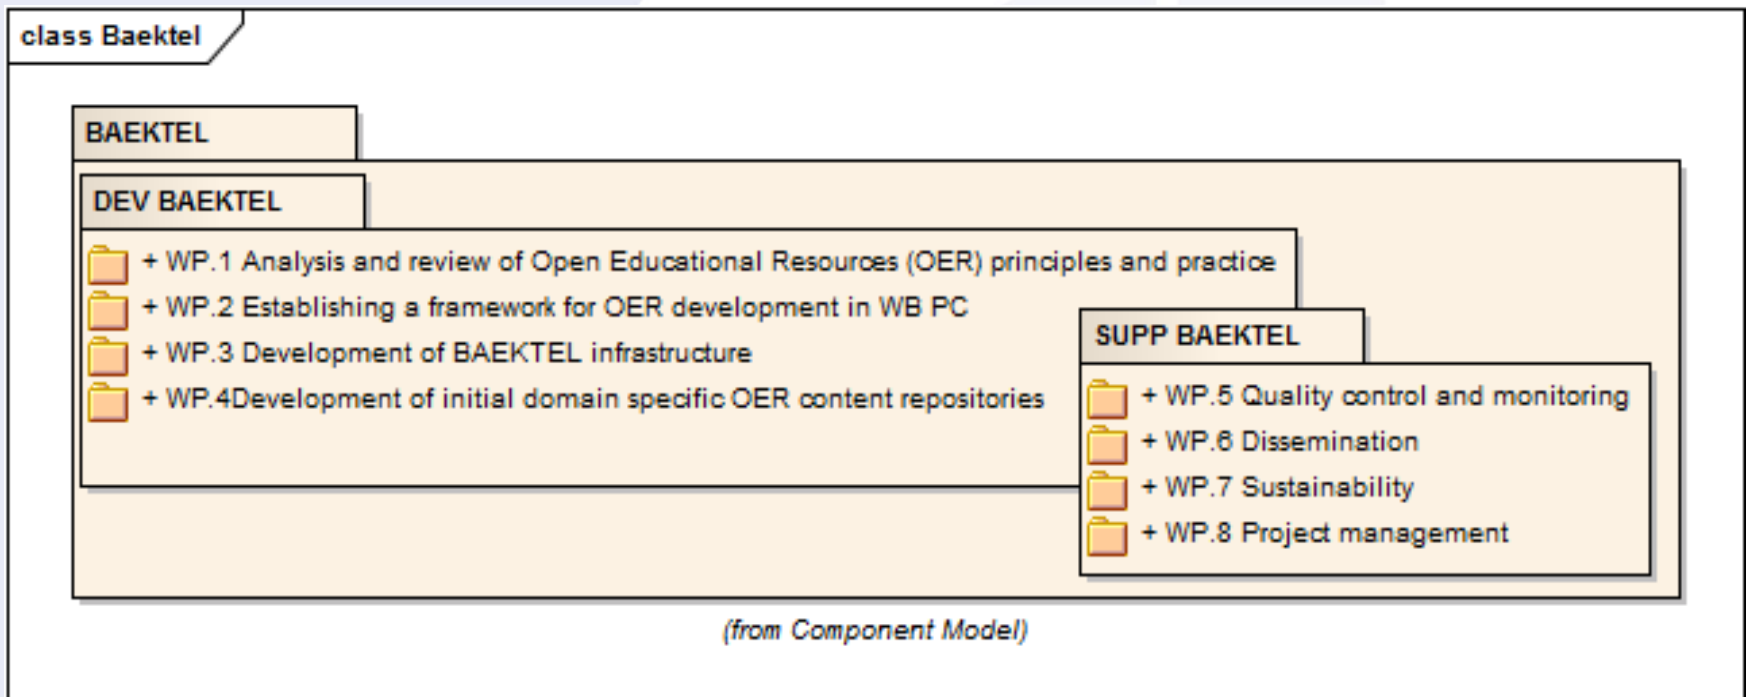 class Baektel
BAEKTEL
DEV BAEKTEL
+ WP.1 Analysis and review of Open Educational Resources (OER) principles and practice
+ WP.2 Establishing a framework for OER development in WB PC
+ WP.3 Development of BAEKTEL infrastructure
+ WP.4Development of initial domain specific OER content repositories
SUPP BAEKTEL
+ WP.5 Quality control and monitoring
+ WP.6 Dissemination
+ WP.7 Sustainability
+ WP.8 Project management
(from Component Model)